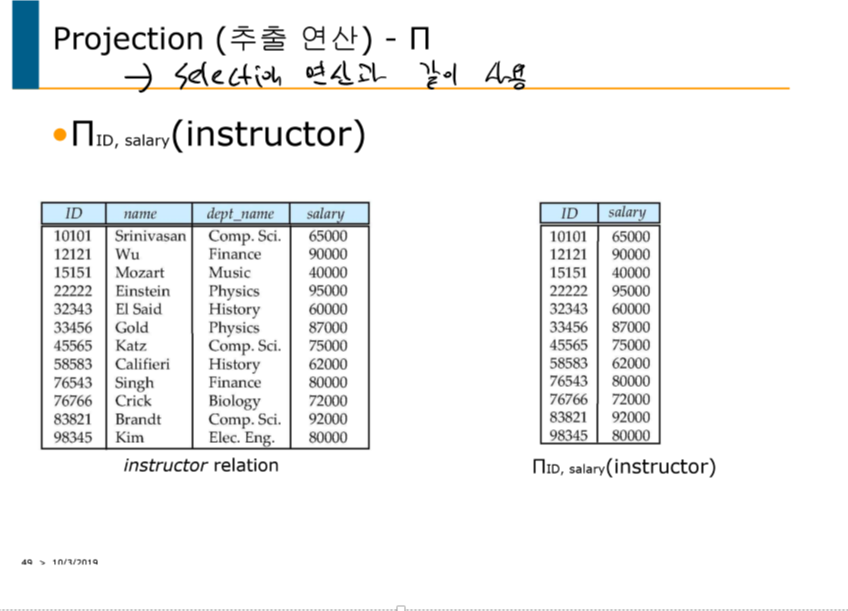 Projection (추출 연산) - Π
→ Selection 연산과 같이 사용
•Π ID, salary(instructor)
ID name dept_name salary
10101 Srinivasan Comp. Sci. 65000
12121 Wu Finance 90000
15151 Mozart Music 40000
22222 Einstein Physics 95000
32343 El Said History 60000
33456 Gold Physics 87000
45565 Katz Comp. Sci. 75000
58583 Califieri History 62000
76543 Singh Finance 80000
76766 Crick Biology 72000
83821 Brandt Comp. Sci. 92000
98345 Kim Elec. Eng. 80000
instructor relation
ID salary
10101 65000
12121 90000
15151 40000
22222 95000
32343 60000
33456 87000
45565 75000
58583 62000
76543 80000
76766 72000
83821 92000
98345 80000
Π ID, salary(instructor)
49 > 10/3/2019